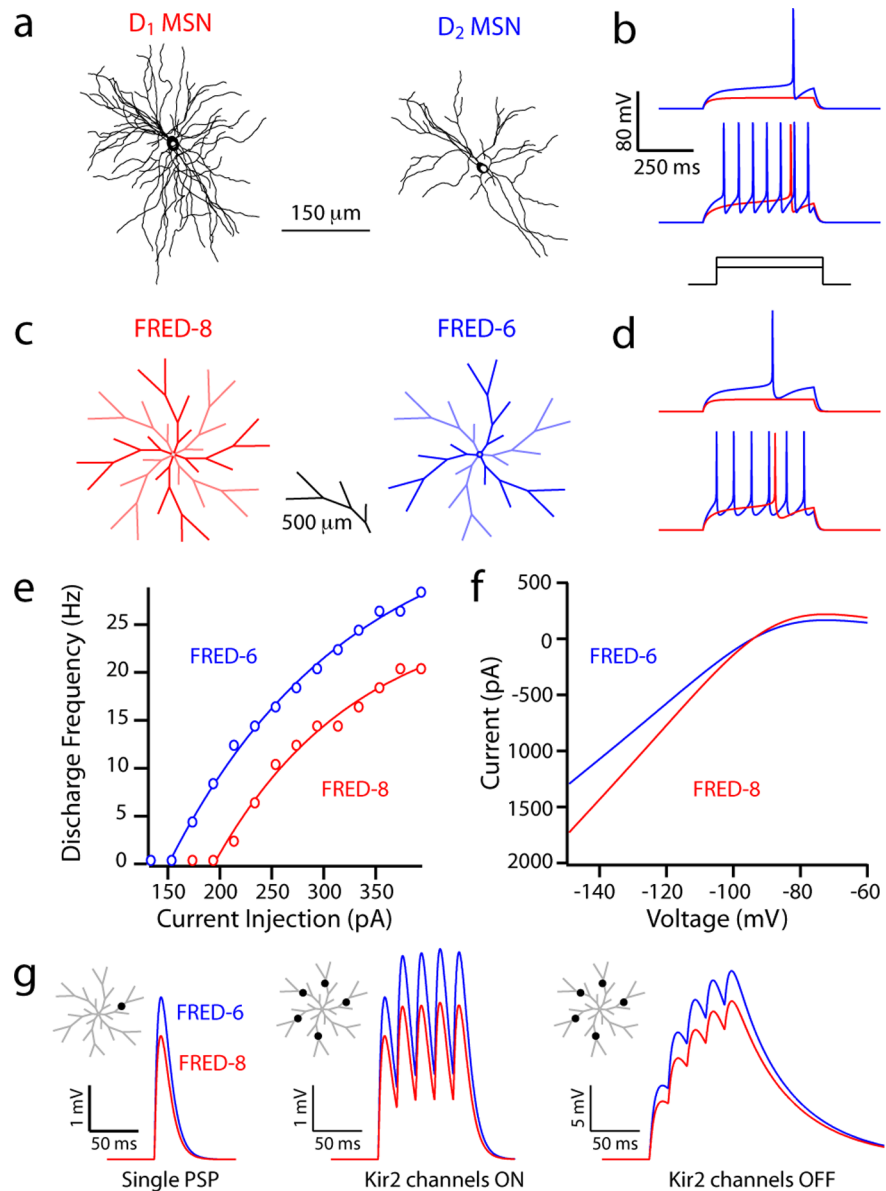 a
D1 MSN
D2 MSN
150 μm
b
80 mV
250 ms
c
FRED-8
FRED-6
500 μm
d
e
Discharge Frequency (Hz)
25
20
15
10
5
0
FRED-6
FRED-8
150 200 250 300 350
Current Injection (pA)
f
Current (pA)
500
0
-500
1000
1500
2000
FRED-6
FRED-8
-140 -120 -100 -80 -60
Voltage (mV)
g
FRED-6
FRED-8
1 mV
50 ms
Single PSP
1 mV
50 ms
Kir2 channels ON
5 mV
50 ms
Kir2 channels OFF